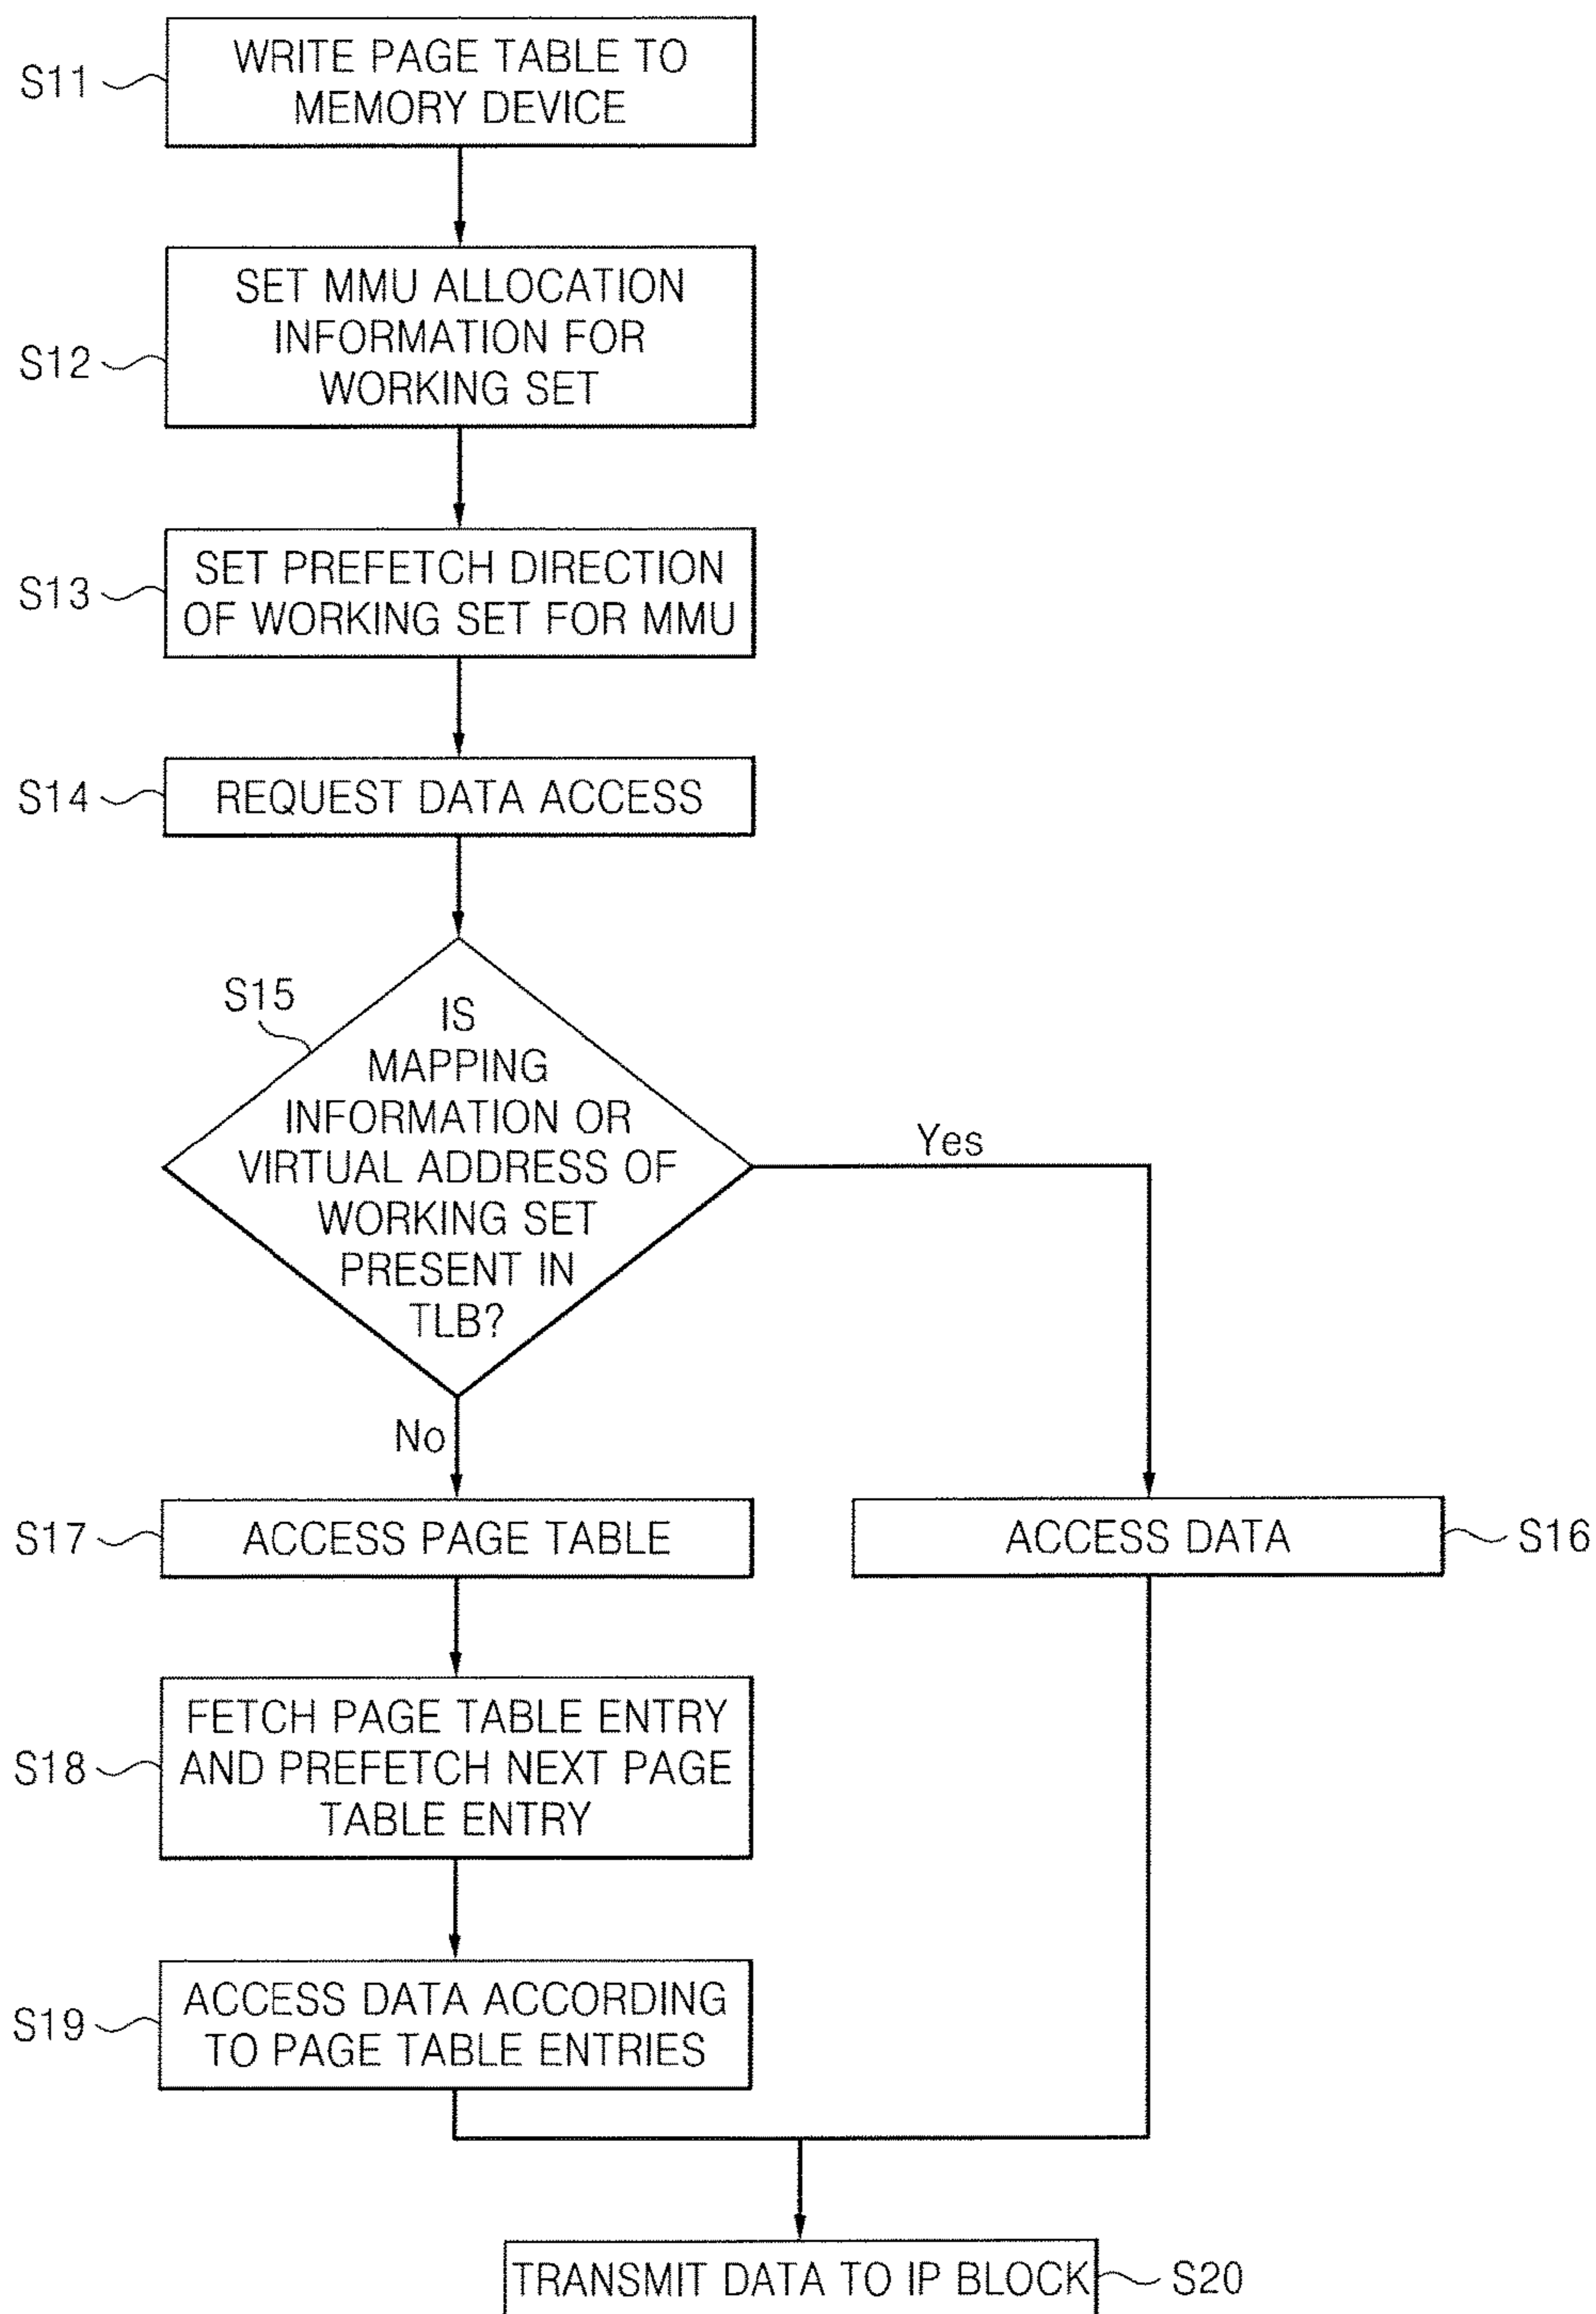 S11
WRITE PAGE TABLE TO
MEMORY DEVICE
S12
SET MMU ALLOCATION
INFORMATION FOR
WORKING SET
S13
SET PREFETCH DIRECTION
OF WORKING SET FOR MMU
S14
REQUEST DATA ACCESS
S15
IS
MAPPING
INFORMATION OR
VIRTUAL ADDRESS OF
WORKING SET
PRESENT IN
TLB?
Yes
No
S17
ACCESS PAGE TABLE
ACCESS DATA
S16
S18
FETCH PAGE TABLE ENTRY
AND PREFETCH NEXT PAGE
TABLE ENTRY
S19
ACCESS DATA ACCORDING
TO PAGE TABLE ENTRIES
TRANSMIT DATA TO IP BLOCK
S20